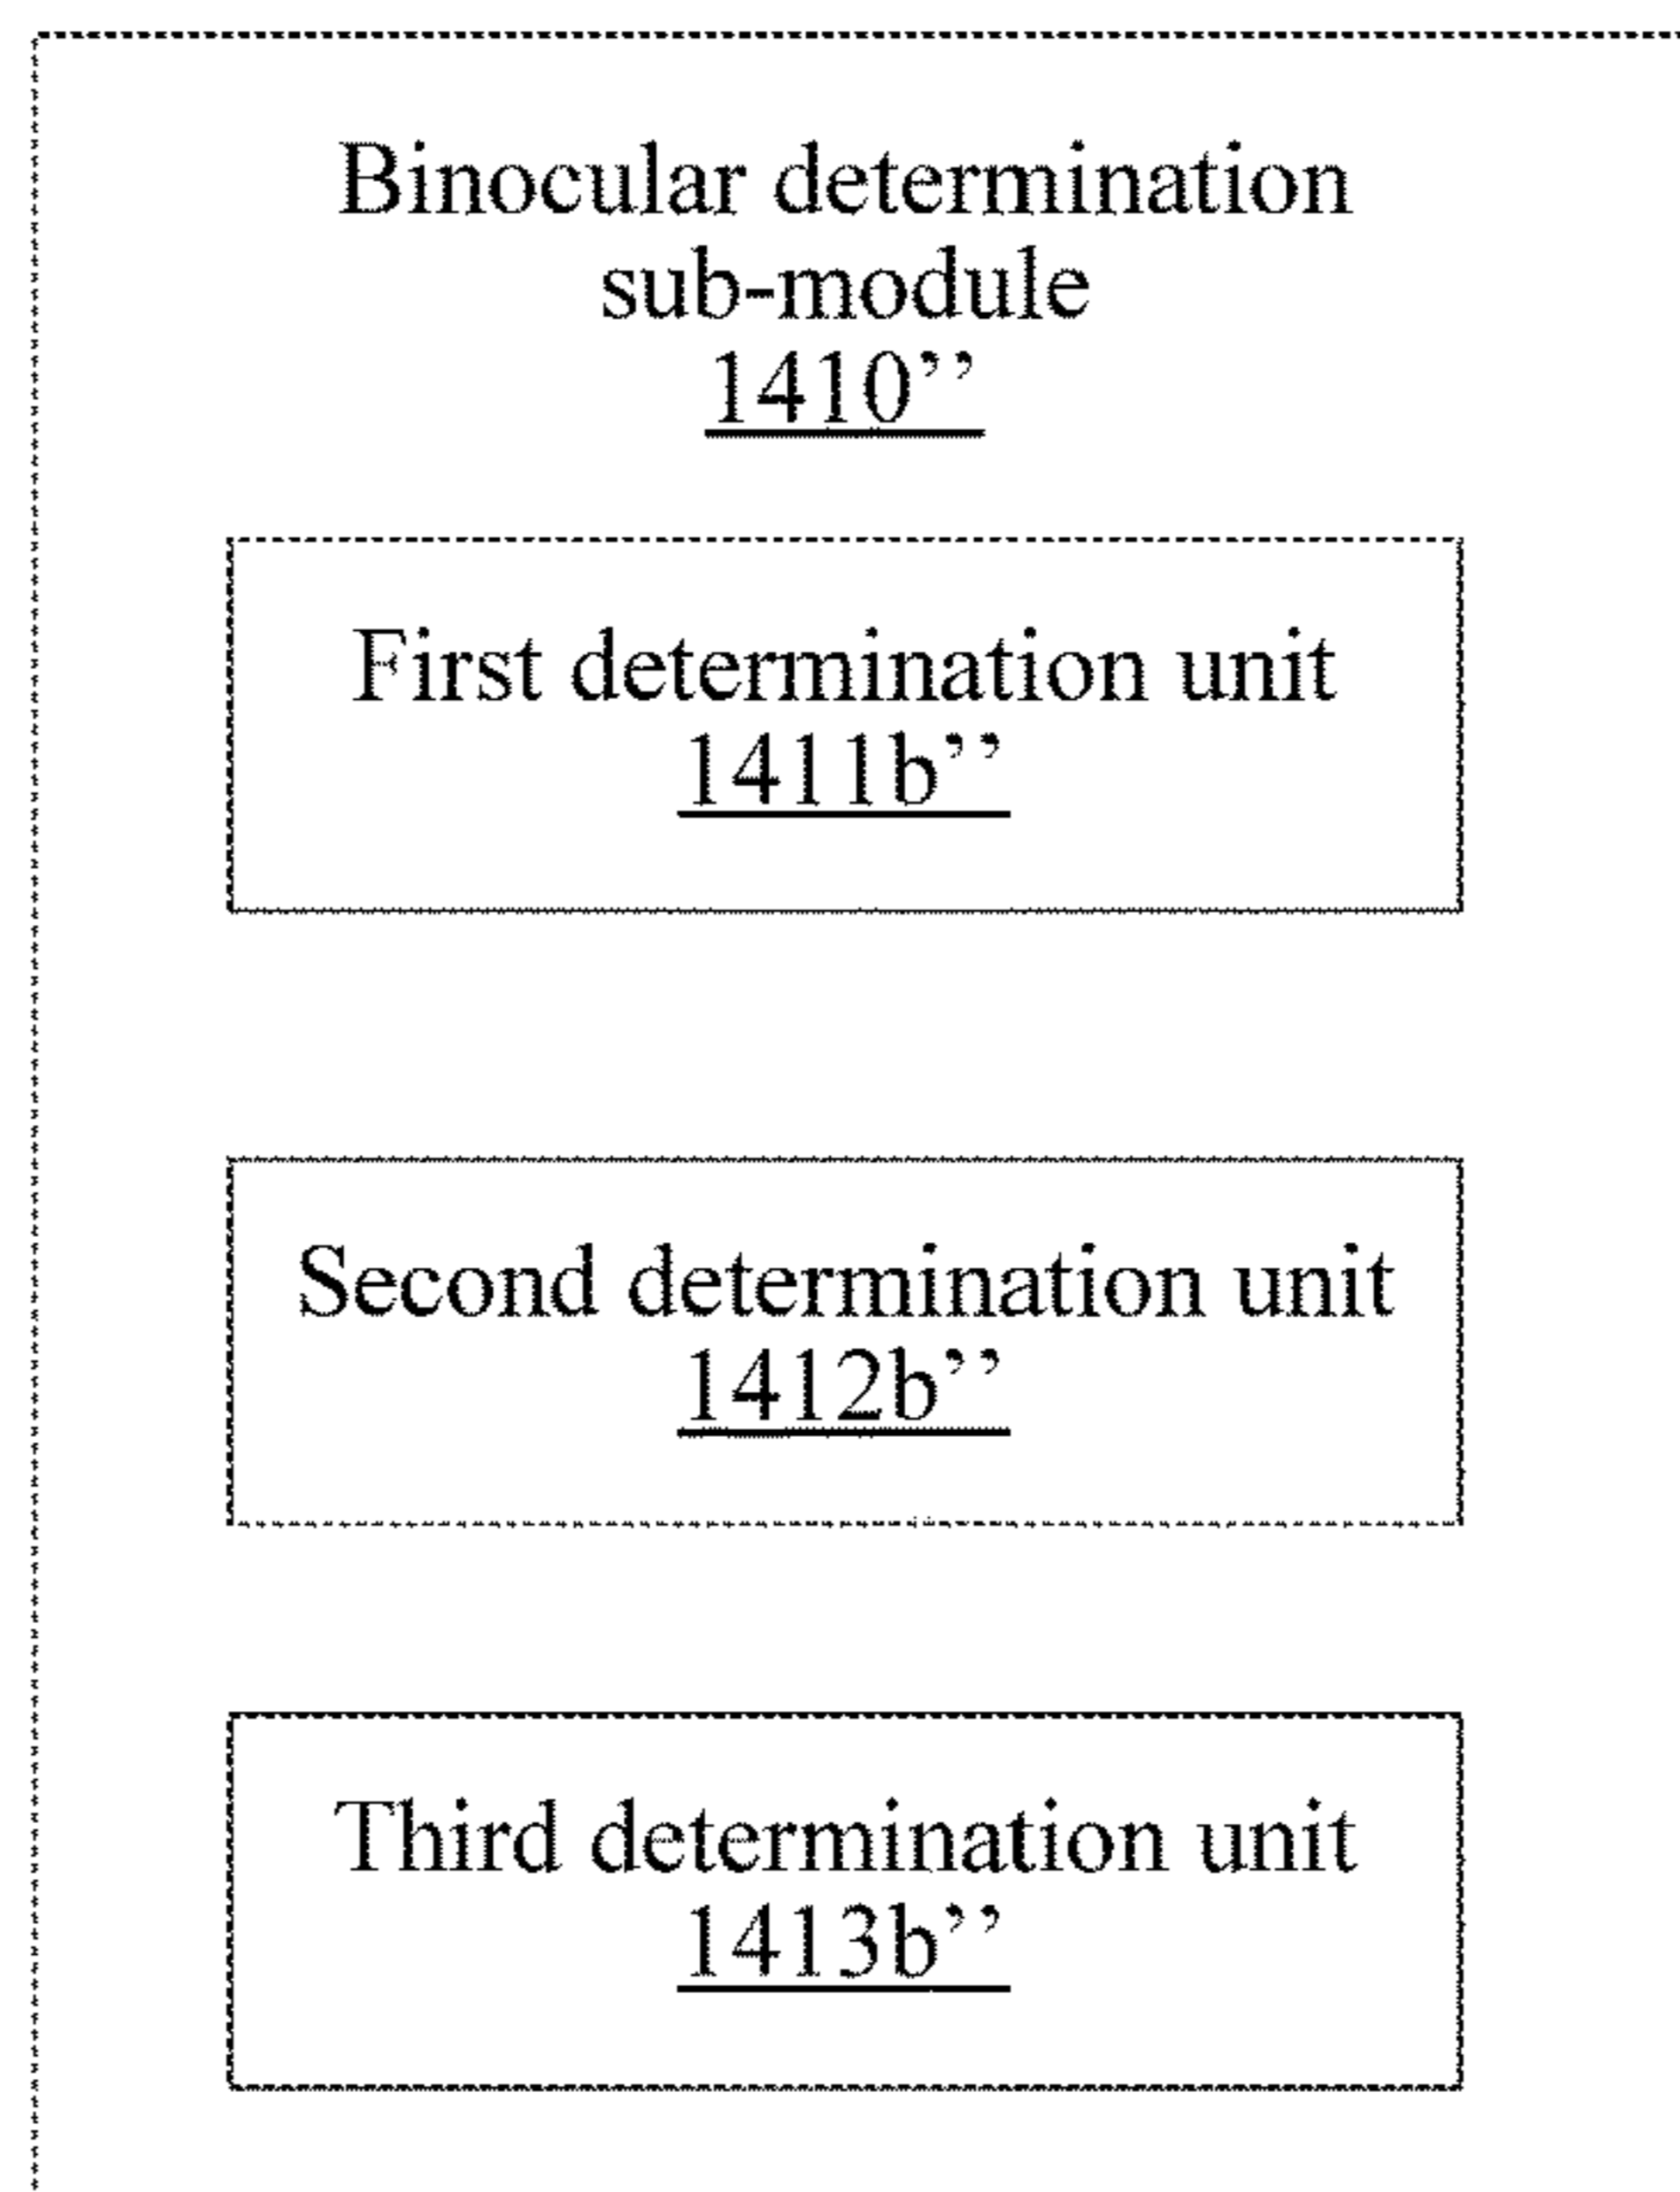 Binocular determination
sub-module
1410’’
First determination unit
1411b’’
Second determination unit
1412b’’
Third determination unit
1413b’’